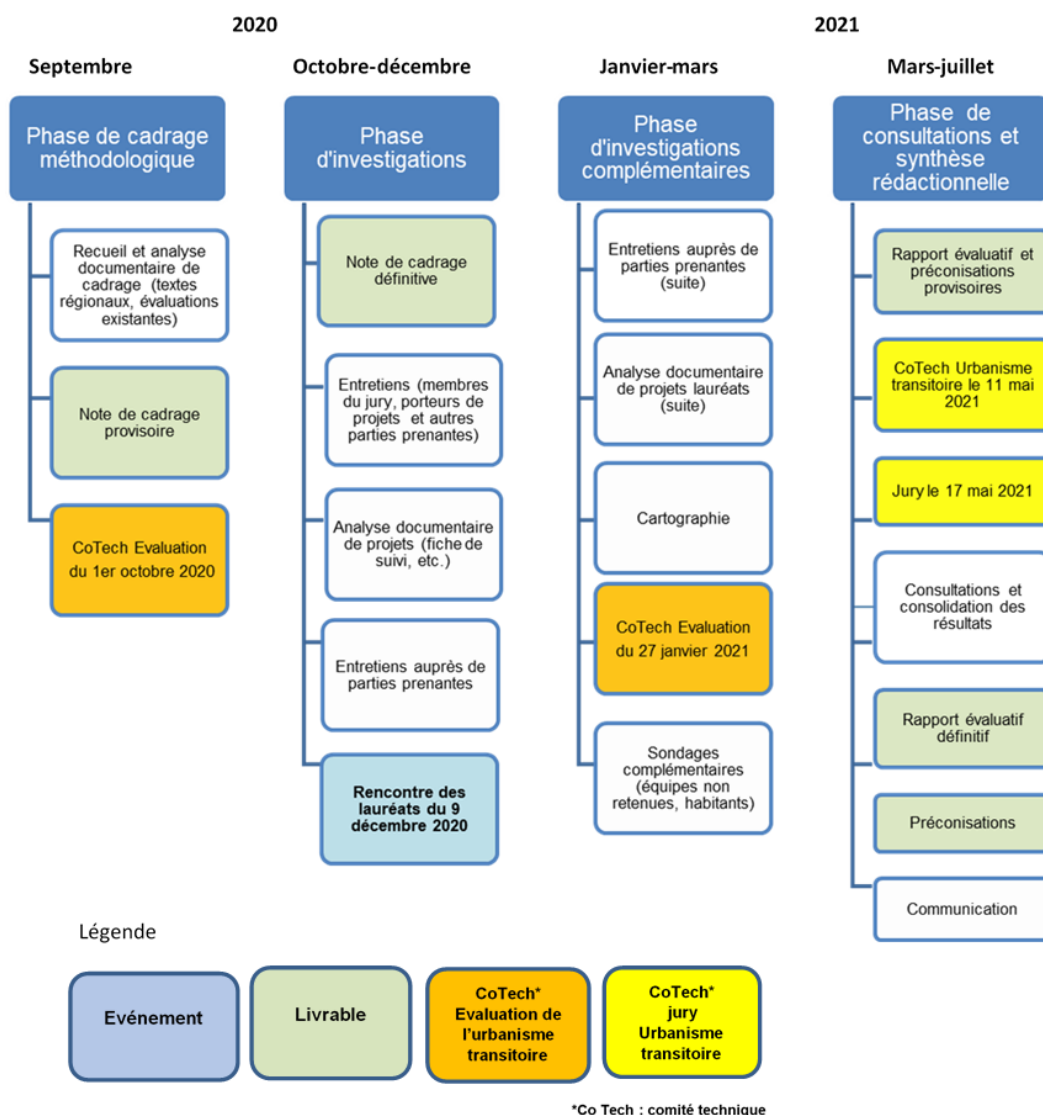 2020
2021
Septembre
Octobre-décembre
Janvier-mars
Mars-juillet
Phase de cadrage
méthodologique
Recueil et analyse
documentaire de
cadrage (textes
régionaux, évaluations
existantes)
Note de cadrage
provisoire
CoTech Evaluation
du 1er octobre 2020
Phase
d'investigations
Note de cadrage
définitive
Entretiens (membres
du jury, porteurs de
projets et autres
parties prenantes)
Analyse documentaire
de projets (fiche de
suivi, etc.)
Entretiens auprès de
parties prenantes
Rencontre des
lauréats du 9
décembre 2020
Phase
d'investigations
complémentaires
Entretiens auprès de
parties prenantes
(suite)
Analyse documentaire
de projets lauréats
(suite)
Cartographie
CoTech Evaluation
du 27 janvier 2021
Sondages
complémentaires
(équipes non
retenues, habitants)
Phase de
consultations et
synthèse
rédactionnelle
Rapport évaluatif et
préconisations
provisoires
CoTech Urbanisme
transitoire le 11 mai
2021
Jury le 17 mai 2021
Consultations et
consolidation des
résultats
Rapport évaluatif
définitif
Préconisations
Communication
Légende
Evénement
Livrable
CoTech*
Evaluation de
l'urbanisme
transitoire
CoTech*
jury
Urbanisme
transitoire
*Co Tech : comité technique